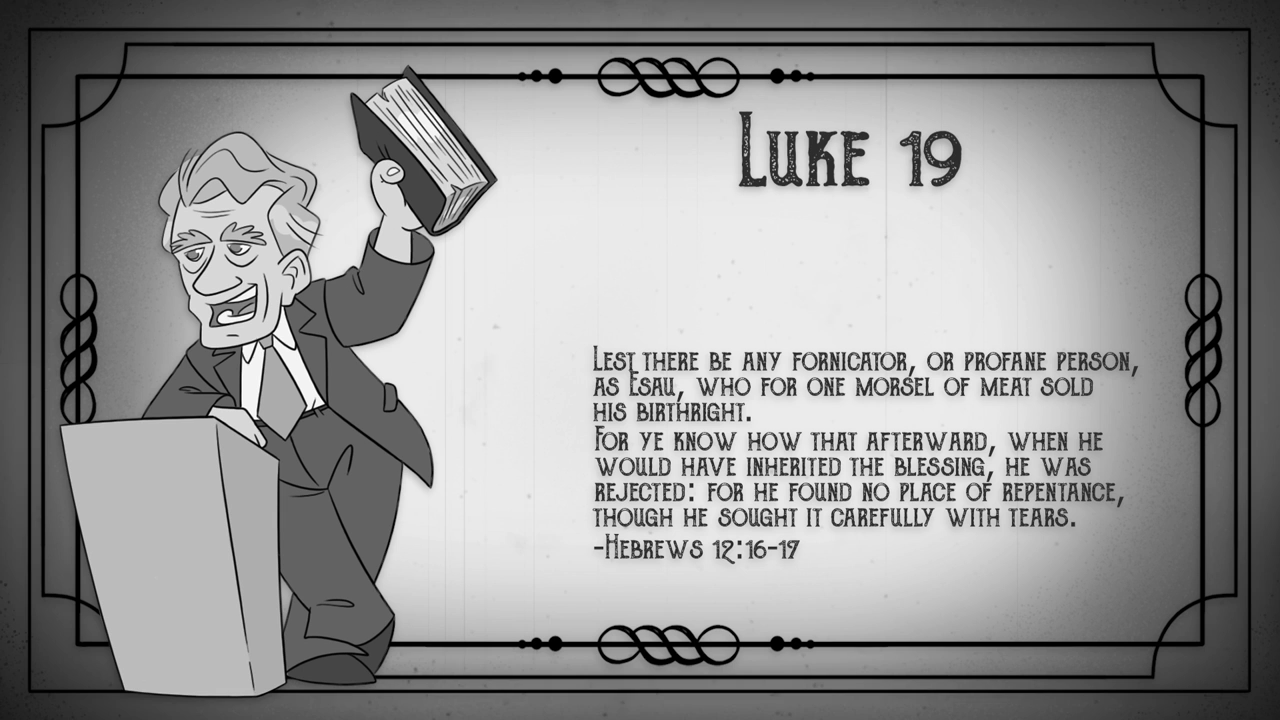 Luke 19
Lest there be any fornicator, or profane person,
as Esau, who for one morsel of meat sold
his birthright.
For ye know how that afterward, when he
would have inherited the blessing, he was
rejected: for he found no place of repentance,
though he sought it carefully with tears.
-Hebrews 12:16-17